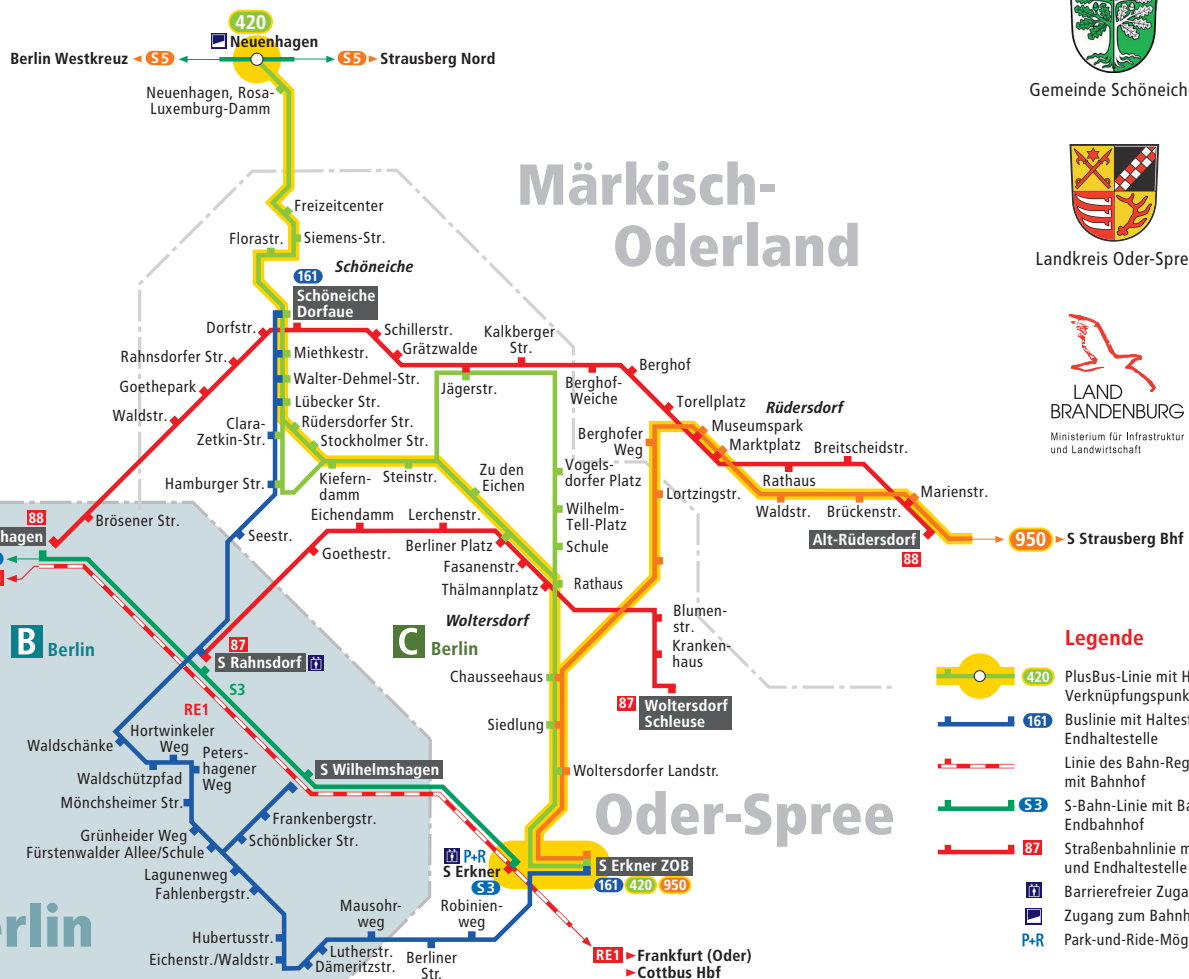 420
Neuenhagen
Berlin Westkreuz
S5
S5
Strausberg Nord
Neuenhagen, Rosa-
Luxemburg-Damm
Gemeinde Schöneiche
Märkisch-
Oderland
Freizeitcenter
Florastr.
Siemens-Str.
Landkreis Oder-Spre
Schöneiche
161
Schöneiche
Dorfaue
Dorfstr.
Schillerstr.
Grätzwalde
Kalkberger
Str.
Rahnsdorfer Str.
Miethkestr.
Berghof
Goethepark
Walter-Dehmel-Str.
Jägerstr.
Berghof-
Weiche
LAND
BRANDENBURG
Ministerium für Infrastruktur
und Landwirtschaft
Waldstr.
Lübecker Str.
Torellplatz
Rüdersdorf
Clara-
Zetkin-Str.
Rüdersdorfer Str.
Stockholmer Str.
Berghofer
Weg
Museumspark
Marktplatz
Breitscheidstr.
Hamburger Str.
Kiefern-
damm
Steinstr.
Zu den
Eichen
Vogels-
dorfer Platz
Rathaus
Lortzingstr.
Waldstr.
Brückenstr.
Marienstr.
88
hagen
Brösener Str.
Eichendamm
Lerchenstr.
Wilhelm-
Tell-Platz
Seestr.
Goethestr.
Berliner Platz
Fasanenstr.
Thälmannplatz
Schule
Rathaus
Alt-Rüdersdorf
88
950
S Strausberg Bhf
B Berlin
87
S Rahnsdorf
Woltersdorf
C Berlin
Blumen-
str.
Kranken-
haus
S3
RE1
Chausseehaus
87
Woltersdorf
Schleuse
Siedlung
Legende
420
PlusBus-Linie mit H
Verknüpfungspunk
161
Buslinie mit Haltest
Endhaltestelle
Linie des Bahn-Reg
mit Bahnhof
S3
S-Bahn-Linie mit Ba
Endbahnhof
87
Straßenbahnlinie m
und Endhaltestelle
Barrierefreier Zuga
Zugang zum Bahnh
P+R
Park-und-Ride-Mög
Waldschänke
Hortwinkeler
Weg
Peters-
hagener
Weg
Waldschützpfad
S Wilhelmshagen
Woltersdorfer Landstr.
Mönchsheimer Str.
Frankenbergstr.
Schönblicker Str.
Oder-Spree
Grünheider Weg
Fürstenwalder Allee/Schule
Lagunenweg
Fahlenbergstr.
P+R
S Erkner
S3
S Erkner ZOB
161
420
950
erlin
Mausohr-
weg
Robinien-
weg
Hubertusstr.
Eichenstr./Waldstr.
Lutherstr.
Dämeritzstr.
Berliner
Str.
RE1
Frankfurt (Oder)
Cottbus Hbf